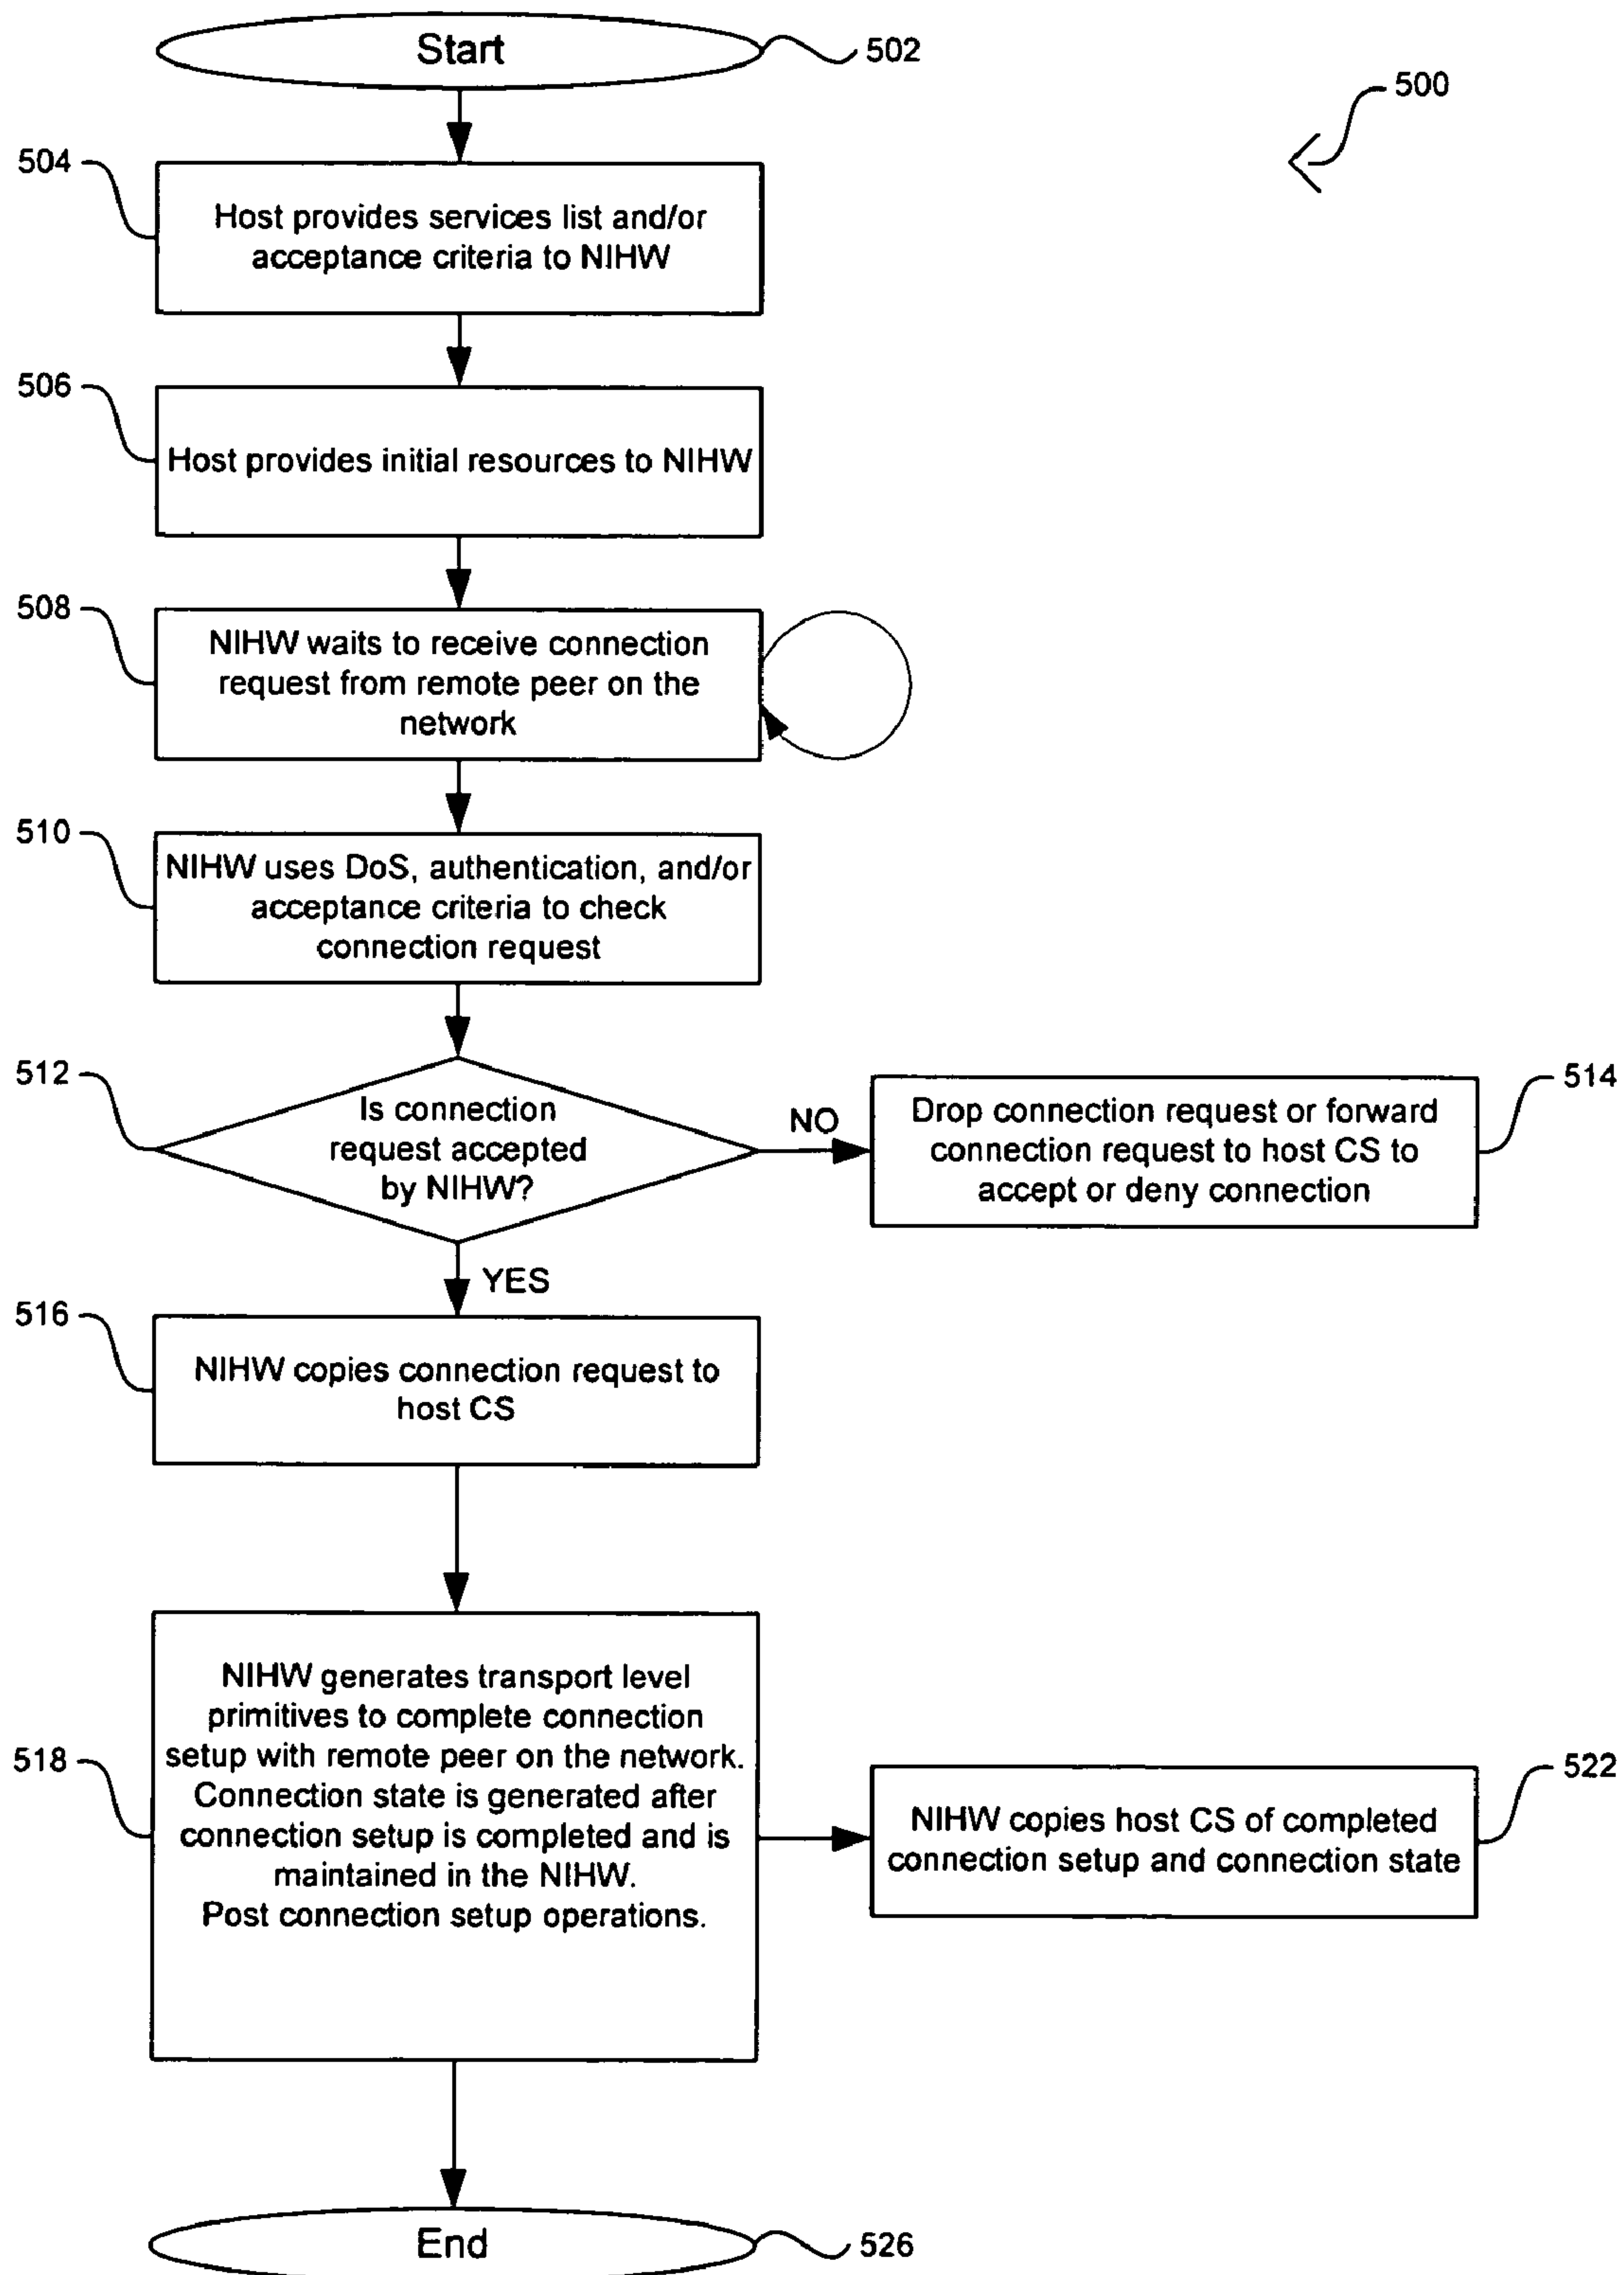 Start
502
500
504
Host provides services list and/or
acceptance criteria to NIHW
506
Host provides initial resources to NIHW
508
NIHW waits to receive connection
request from remote peer on the
network
510
NIHW uses DoS, authentication, and/or
acceptance criteria to check
connection request
512
Is connection
request accepted
by NIHW?
NO
Drop connection request or forward
connection request to host CS to
accept or deny connection
514
YES
516
NIHW copies connection request to
host CS
518
NIHW generates transport level
primitives to complete connection
setup with remote peer on the network.
Connection state is generated after
connection setup is completed and is
maintained in the NIHW.
Post connection setup operations.
522
NIHW copies host CS of completed
connection setup and connection state
End
526